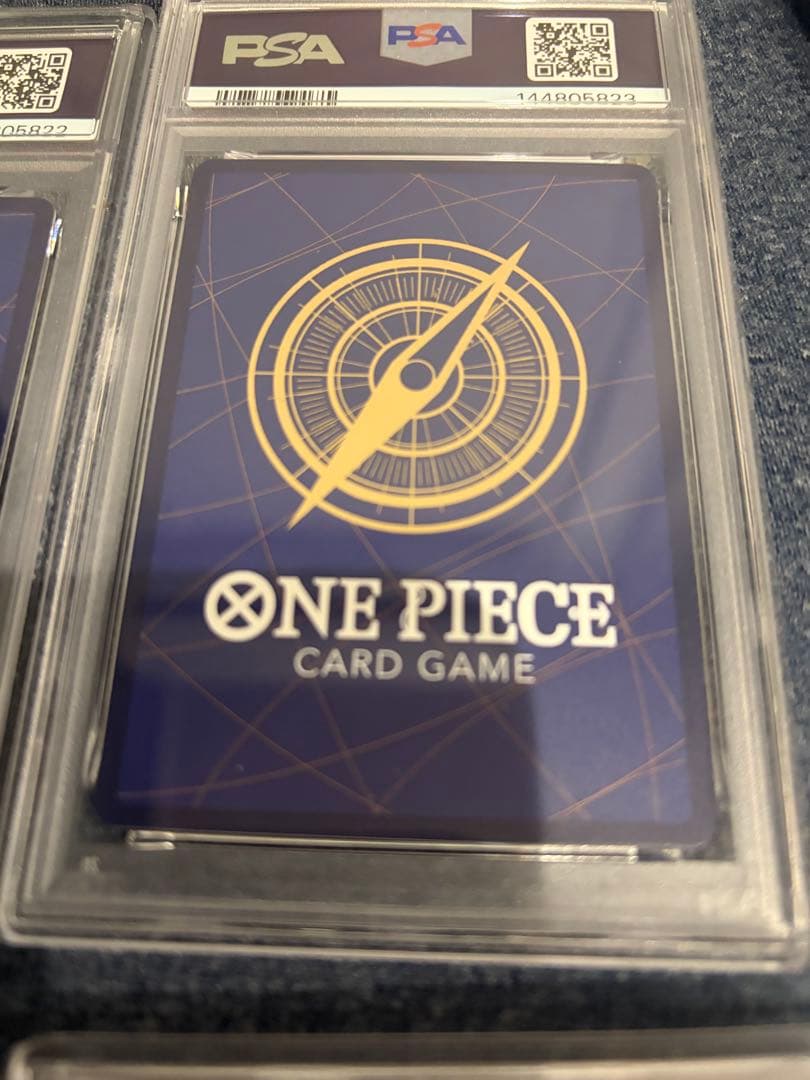 PSA PSA
144805823
05822
ONE PIECE
CARD GAME